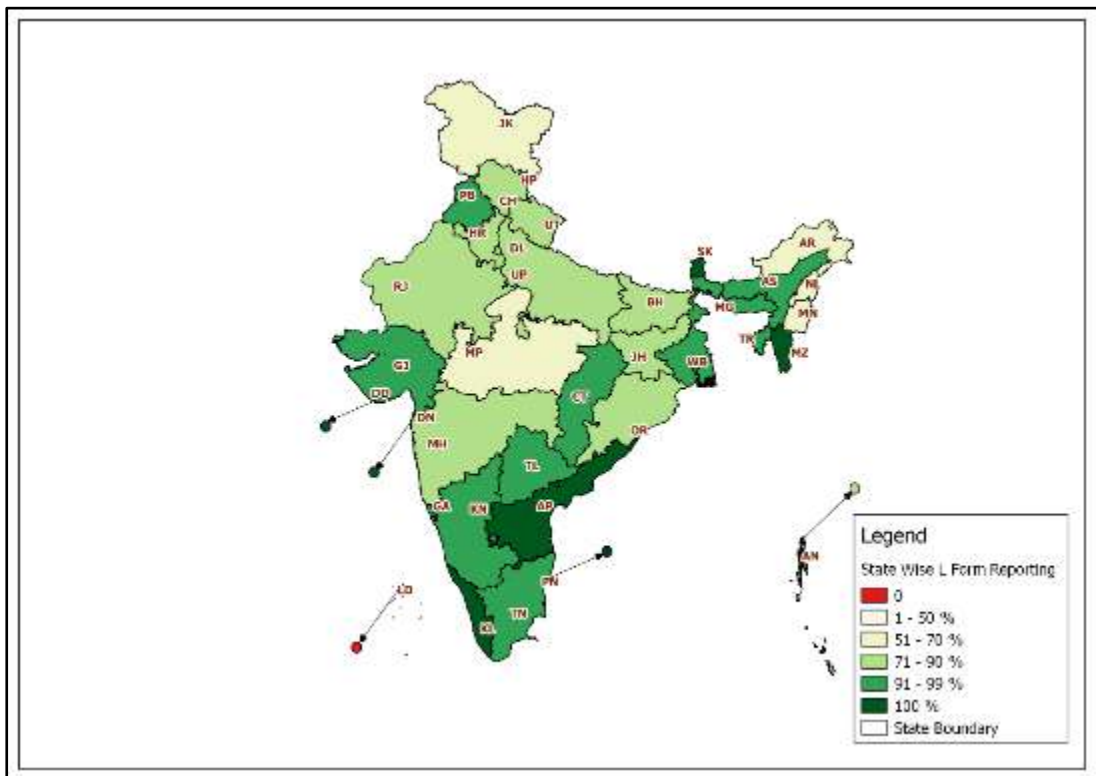 JK
HP
PB
CH
UT
HR
DL
SK
AR
RJ
UP
AS
NL
BH
MG
MN
TR
MP
JH
WB
MZ
GJ
CT
DD
DN
OR
MH
TL
GA
KN
AP
AN
PN
LD
TN
KL
Legend
State Wise L Form Reporting
0
1 - 50 %
51 - 70 %
71 - 90 %
91 - 99 %
100 %
State Boundary